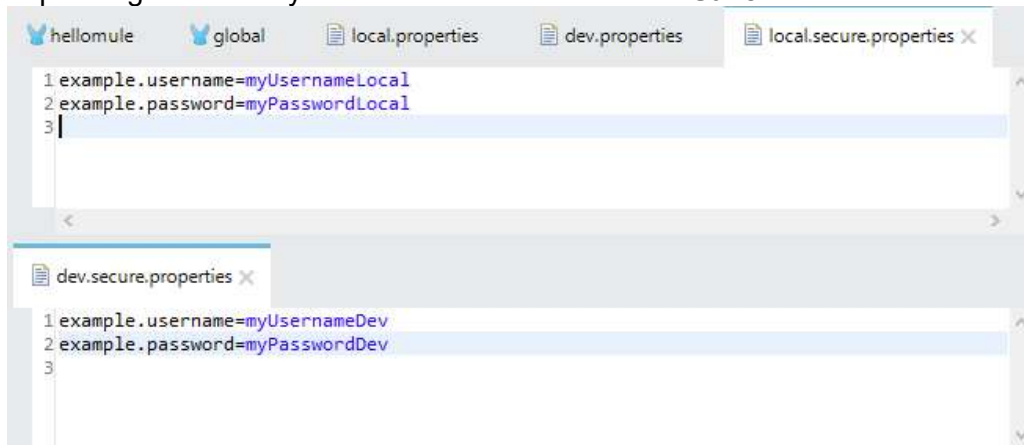 hellomule global local.properties dev.properties local.secure.properties
1 example.username=myUsernameLocal
2 example.password=myPasswordLocal
3
dev.secure.properties
1 example.username=myUsernameDev
2 example.password=myPasswordDev
3